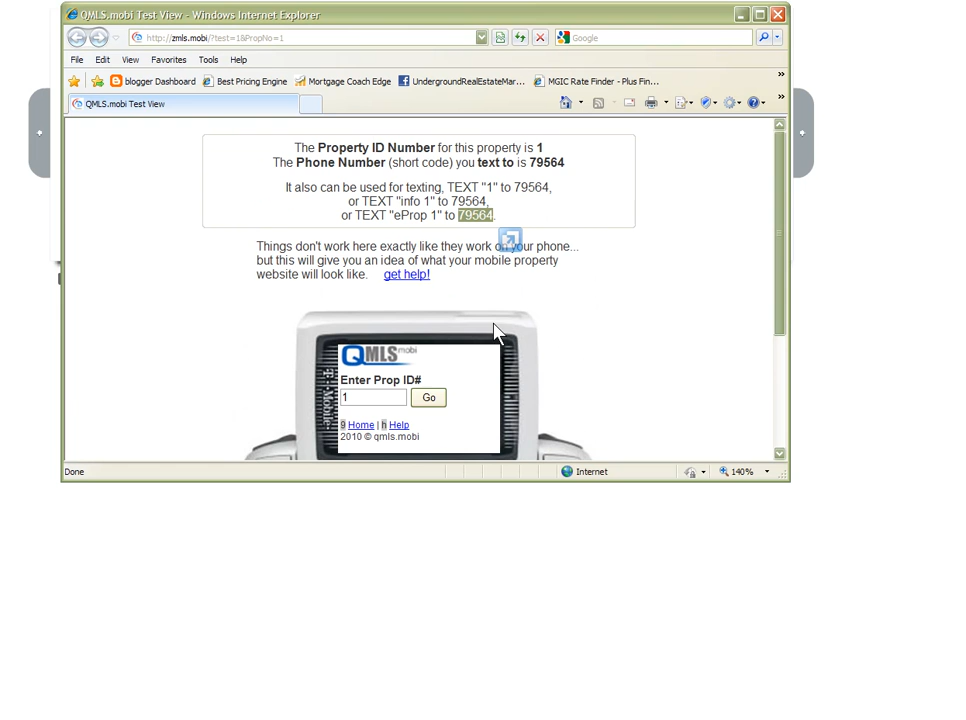 QMLS.mobi Test View - Windows Internet Explorer
http://zmls.mobi/?test=1&PropNo=1
Google
File Edit View Favorites Tools Help
blogger Dashboard Best Pricing Engine Mortgage Coach Edge UndergroundRealEstateMar... MGIC Rate Finder - Plus Fin...
QMLS.mobi Test View
The Property ID Number for this property is 1
The Phone Number (short code) you text to is 79564
It also can be used for texting, TEXT "1" to 79564,
or TEXT "info 1" to 79564,
or TEXT "eProp 1" to 79564.
Things don't work here exactly like they work on your phone...
but this will give you an idea of what your mobile property
website will look like. get help!
QMLS mobi
Enter Prop ID#
1 Go
9 Home | h Help
2010 © qmls.mobi
T-Mobile
Done Internet 140%